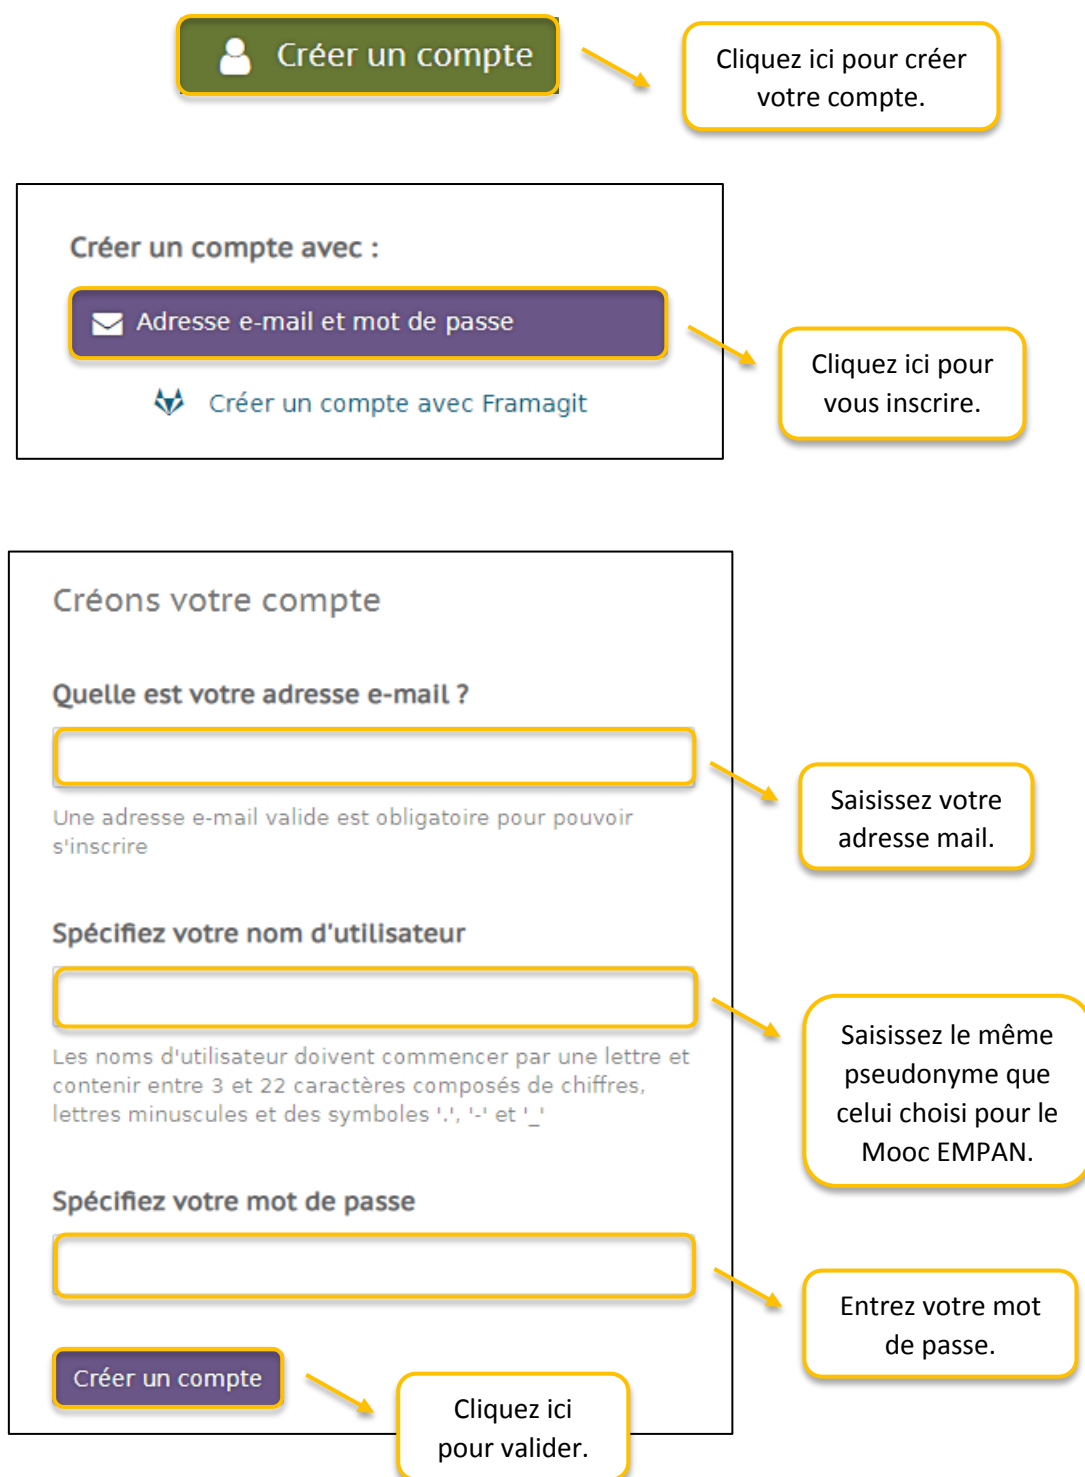 Créer un compte
Cliquez ici pour créer
votre compte.
Créer un compte avec :
Adresse e-mail et mot de passe
Créer un compte avec Framagit
Cliquez ici pour
vous inscrire.
Créons votre compte
Quelle est votre adresse e-mail ?
Une adresse e-mail valide est obligatoire pour pouvoir
s'inscrire
Saisissez votre
adresse mail.
Spécifiez votre nom d'utilisateur
Les noms d'utilisateur doivent commencer par une lettre et
contenir entre 3 et 22 caractères composés de chiffres,
lettres minuscules et des symboles '.', '-' et '_'
Saisissez le même
pseudonyme que
celui choisi pour le
Mooc EMPAN.
Spécifiez votre mot de passe
Entrez votre mot
de passe.
Créer un compte
Cliquez ici
pour valider.